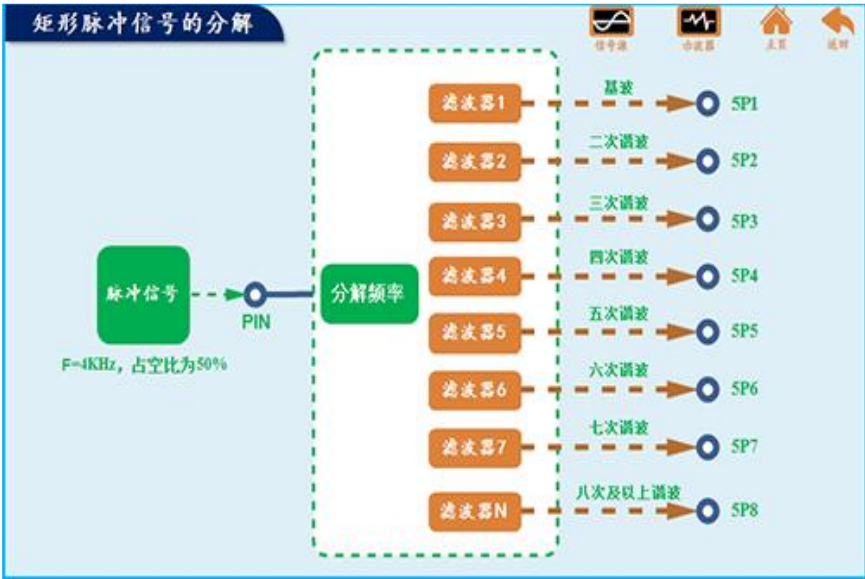 矩形脉冲信号的分解
信号源
示波器
主页
返回
滤波器1
基波
5P1
滤波器2
二次谐波
5P2
滤波器3
三次谐波
5P3
滤波器4
四次谐波
5P4
脉冲信号
PIN
分解频率
F=4KHz，占空比为50%
滤波器5
五次谐波
5P5
滤波器6
六次谐波
5P6
滤波器7
七次谐波
5P7
滤波器N
八次及以上谐波
5P8